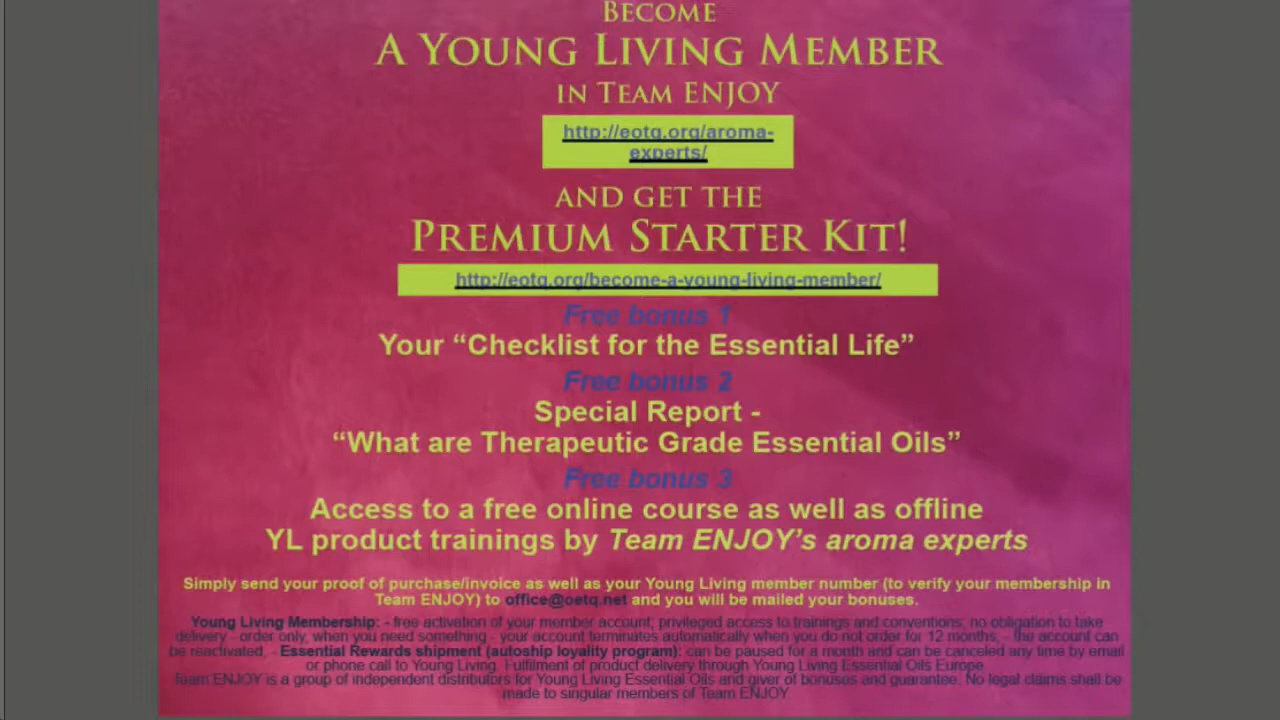 BECOME
A YOUNG LIVING MEMBER
IN TEAM ENJOY
http://eotq.org/aroma-
experts/
AND GET THE
PREMIUM STARTER KIT!
http://eotq.org/become-a-young-living-member/
Free bonus 1
Your “Checklist for the Essential Life”
Free bonus 2
Special Report -
“What are Therapeutic Grade Essential Oils”
Free bonus 3
Access to a free online course as well as offline
YL product trainings by Team ENJOY’s aroma experts
Simply send your proof of purchase/invoice as well as your Young Living member number (to verify your membership in
Team ENJOY) to office@oetq.net and you will be mailed your bonuses.
Young Living Membership: - free activation of your member account, privileged access to trainings and conventions, no obligation to take
delivery - order only, when you need something - your account terminates automatically when you do not order for 12 months, - the account can
be reactivated, - Essential Rewards shipment (autoship loyality program): can be paused for a month and can be canceled any time by email
or phone call to Young Living. Fulfilment of product delivery through Young Living Essential Oils Europe
Team ENJOY is a group of independent distributors for Young Living Essential Oils and giver of bonuses and guarantee. No legal claims shall be
made to singular members of Team ENJOY